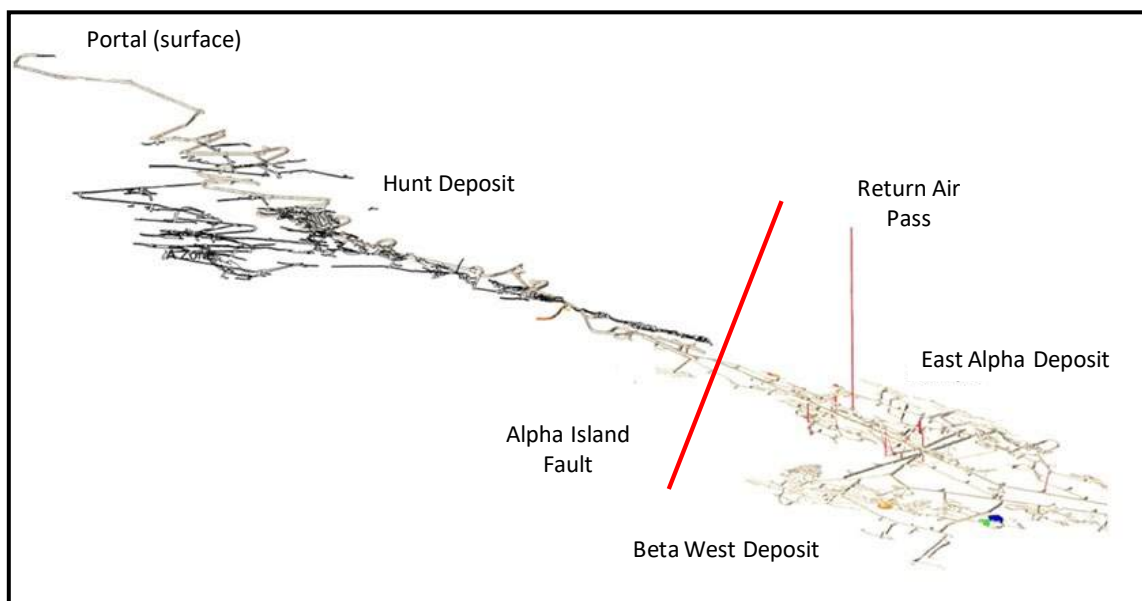 Portal (surface)
Hunt Deposit
Return Air
Pass
A Zone
East Alpha Deposit
Alpha Island
Fault
Beta West Deposit